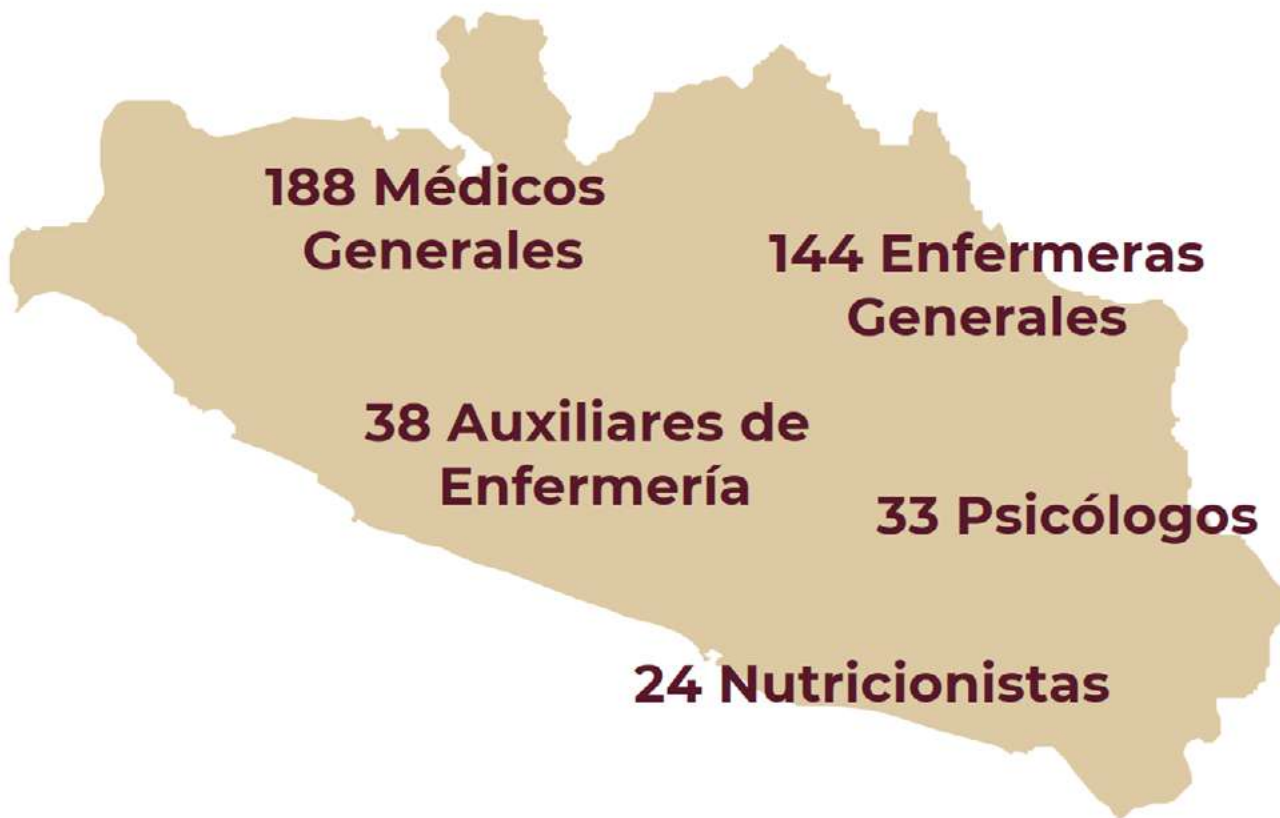 188 Médicos
Generales
144 Enfermeras
Generales
38 Auxiliares de
Enfermería
33 Psicólogos
24 Nutricionistas